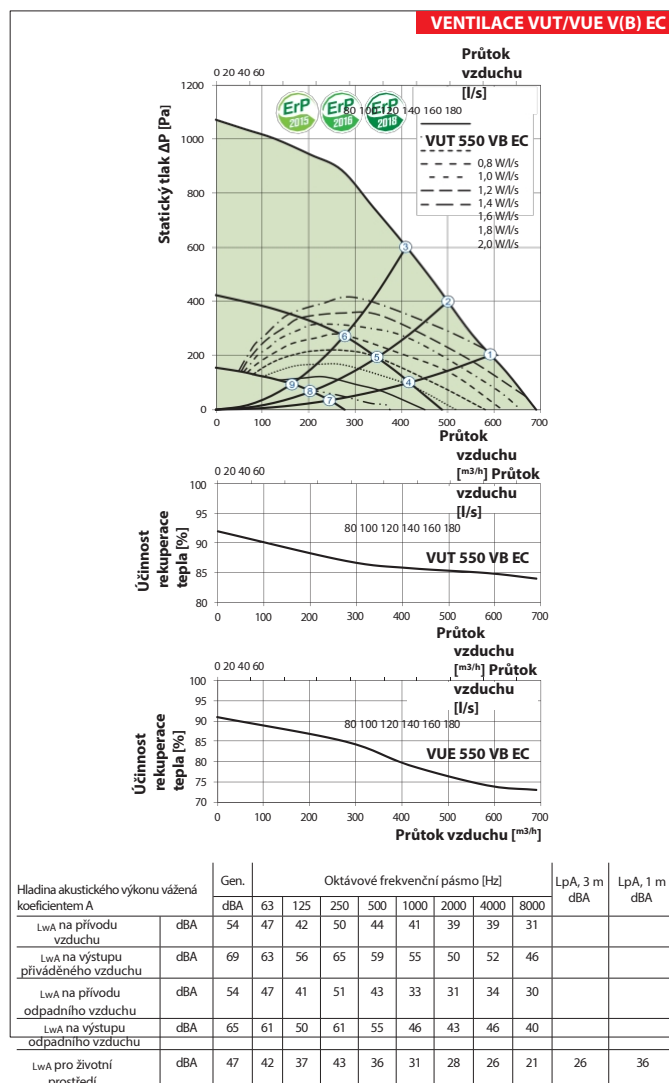 VENTILACE VUT/VUE V(B) EC
Průtok
vzduchu
[l/s]
0 20 40 60
80 100 120 140 160 180
ErP
2015
ErP
2016
ErP
2018
VUT 550 VB EC
0,8 W/l/s
1,0 W/l/s
1,2 W/l/s
1,4 W/l/s
1,6 W/l/s
1,8 W/l/s
2,0 W/l/s
Statický tlak ΔP [Pa]
1200
1000
800
600
400
200
0
3
2
1
6
5
4
9
8
7
0 100 200 300 400 500 600 700
Průtok
vzduchu
[m3/h] Průtok
vzduchu
[l/s]
0 20 40 60
80 100 120 140 160 180
VUT 550 VB EC
Účinnost
rekuperace
tepla [%]
100
95
90
85
80
0 100 200 300 400 500 600 700
Průtok
vzduchu
[m3/h] Průtok
vzduchu
[l/s]
0 20 40 60
80 100 120 140 160 180
VUE 550 VB EC
Účinnost
rekuperace
tepla [%]
100
95
90
85
80
75
70
0 100 200 300 400 500 600 700
Průtok vzduchu [m3/h]
Hladina akustického výkonu vážená
koeficientem A
Gen. Oktávové frekvenční pásmo [Hz] LpA, 3 m LpA, 1 m
dBA 63 125 250 500 1000 2000 4000 8000 dBA dBA
LwA na přívodu
vzduchu
dBA 54 47 42 50 44 41 39 39 31
LwA na výstupu
přiváděného vzduchu
dBA 69 63 56 65 59 55 50 52 46
LwA na přívodu
odpadního vzduchu
dBA 54 47 41 51 43 33 31 34 30
LwA na výstupu
odpadního vzduchu
dBA 65 61 50 61 55 46 43 46 40
LwA pro životní
prostředí
dBA 47 42 37 43 36 31 28 26 21 26 36